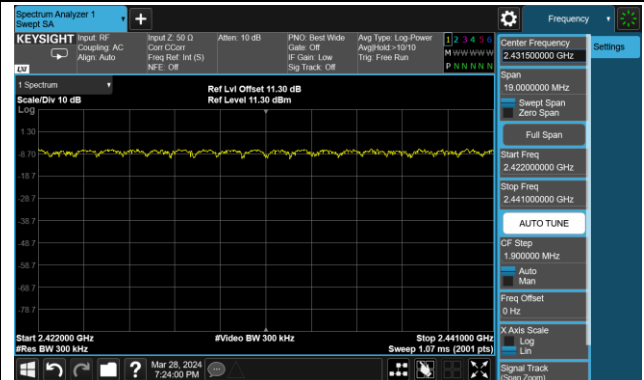 Spectrum Analyzer 1
Swept SA
Frequency
KEYSIGHT
Input: RF
Coupling: AC
Align: Auto
Input Z: 50 Ω
Corr CCorr
Freq Ref: Int (S)
NFE: Off
Atten: 10 dB
PNO: Best Wide
Gate: Off
IF Gain: Low
Sig Track: Off
Avg Type: Log-Power
Avg|Hold:>10/10
Trig: Free Run
1 2 3 4 5 6
M W W W W W
P N N N N N
LXI
1 Spectrum
Scale/Div 10 dB
Ref Lvl Offset 11.30 dB
Ref Level 11.30 dBm
Log
1.30
-8.70
-18.7
-28.7
-38.7
-48.7
-58.7
-68.7
-78.7
Start 2.422000 GHz
#Res BW 300 kHz
#Video BW 300 kHz
Stop 2.441000 GHz
Sweep 1.07 ms (2001 pts)
Mar 28, 2024
7:24:00 PM
Center Frequency
2.431500000 GHz
Settings
Span
19.0000000 MHz
Swept Span
Zero Span
Full Span
Start Freq
2.422000000 GHz
Stop Freq
2.441000000 GHz
AUTO TUNE
CF Step
1.900000 MHz
Auto
Man
Freq Offset
0 Hz
X Axis Scale
Log
Lin
Signal Track
(Span Zoom)